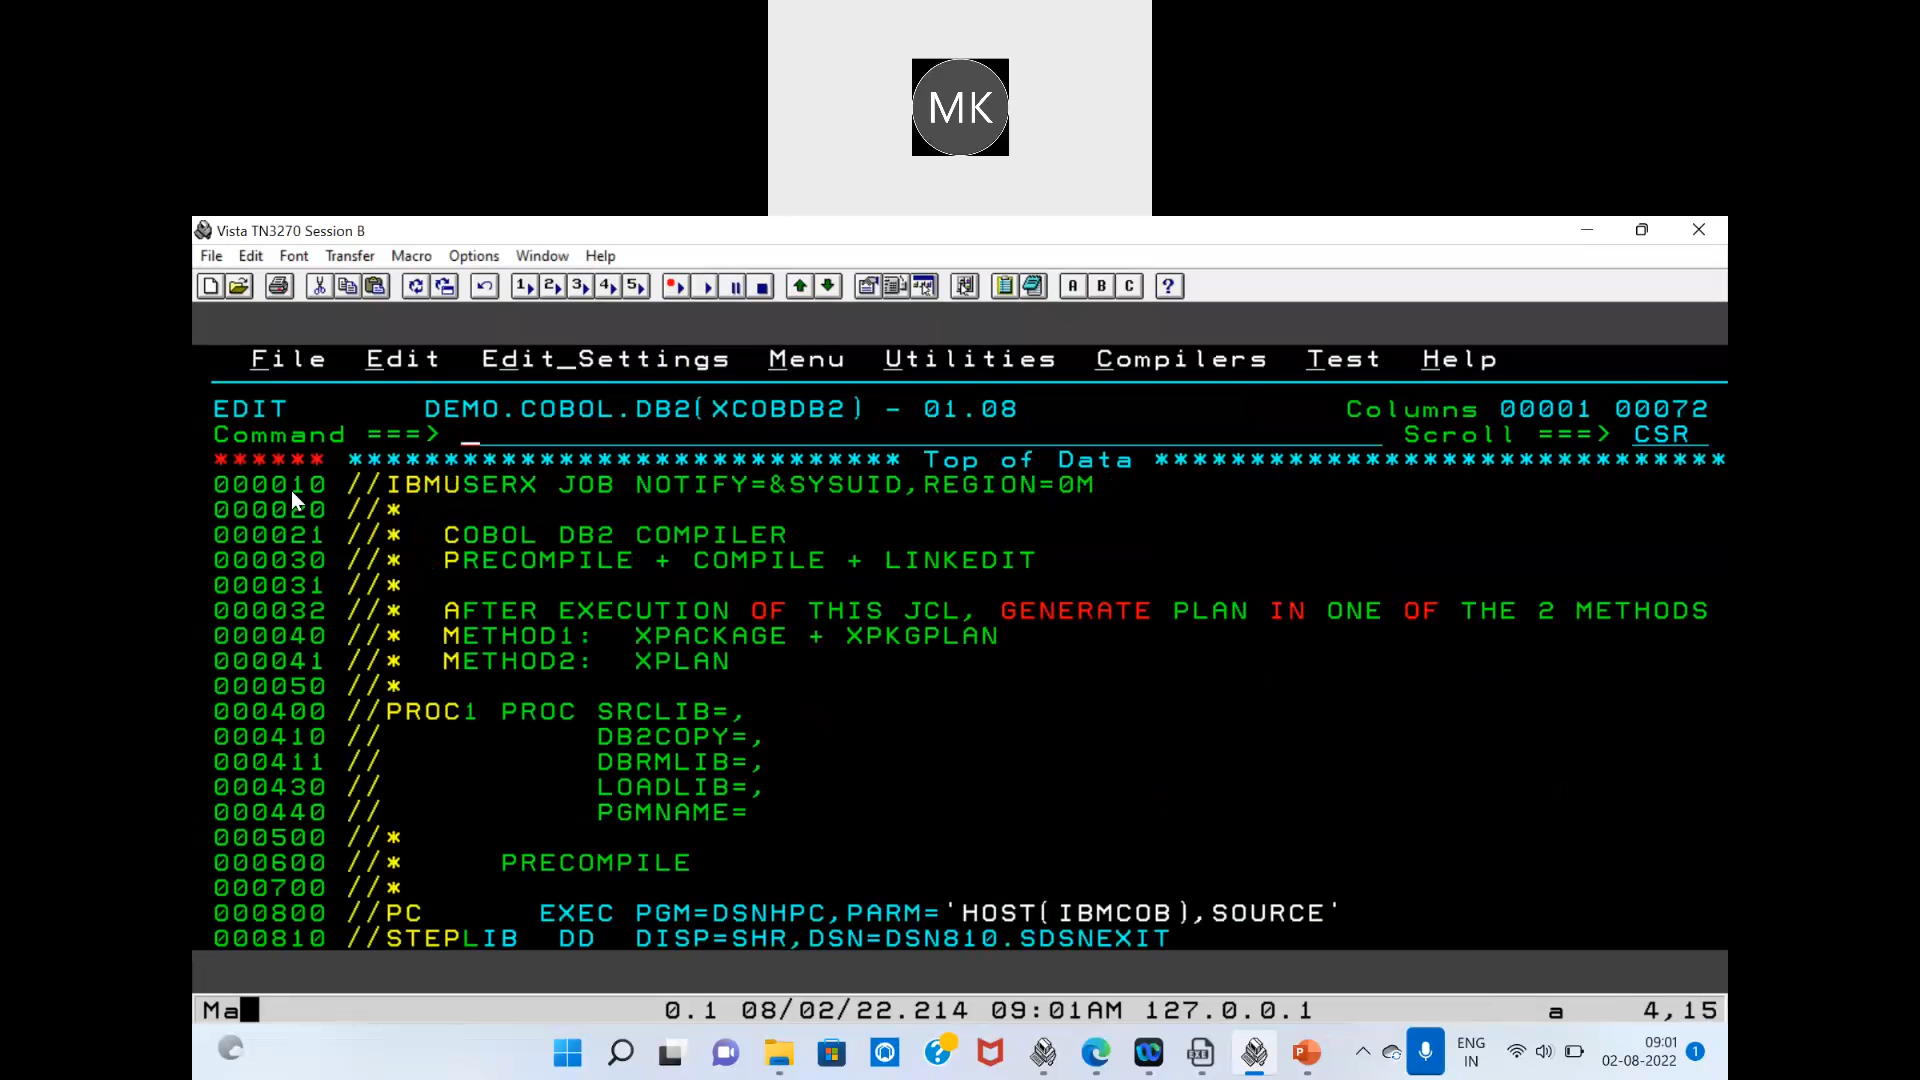 MK
Vista TN3270 Session B
File Edit Font Transfer Macro Options Window Help
1 2 3 4 5 A B C ?
File Edit Edit_Settings Menu Utilities Compilers Test Help
EDIT DEMO.COBOL.DB2(XCOBDB2) - 01.08 Columns 00001 00072
Command ===> _ Scroll ===> CSR
****** ***************************** Top of Data ******************************
000010 //IBMUSERX JOB NOTIFY=&SYSUID,REGION=0M
000020 //*
000021 //* COBOL DB2 COMPILER
000030 //* PRECOMPILE + COMPILE + LINKEDIT
000031 //*
000032 //* AFTER EXECUTION OF THIS JCL, GENERATE PLAN IN ONE OF THE 2 METHODS
000040 //* METHOD1: XPACKAGE + XPKGPLAN
000041 //* METHOD2: XPLAN
000050 //*
000400 //PROC1 PROC SRCLIB=,
000410 // DB2COPY=,
000411 // DBRMLIB=,
000430 // LOADLIB=,
000440 // PGMNAME=
000500 //*
000600 //* PRECOMPILE
000700 //*
000800 //PC EXEC PGM=DSNHPC,PARM='HOST(IBMCOB),SOURCE'
000810 //STEPLIB DD DISP=SHR,DSN=DSN810.SDSNEXIT
Ma 0.1 08/02/22.214 09:01AM 127.0.0.1 a 4,15
ENG
IN
09:01
02-08-2022
1